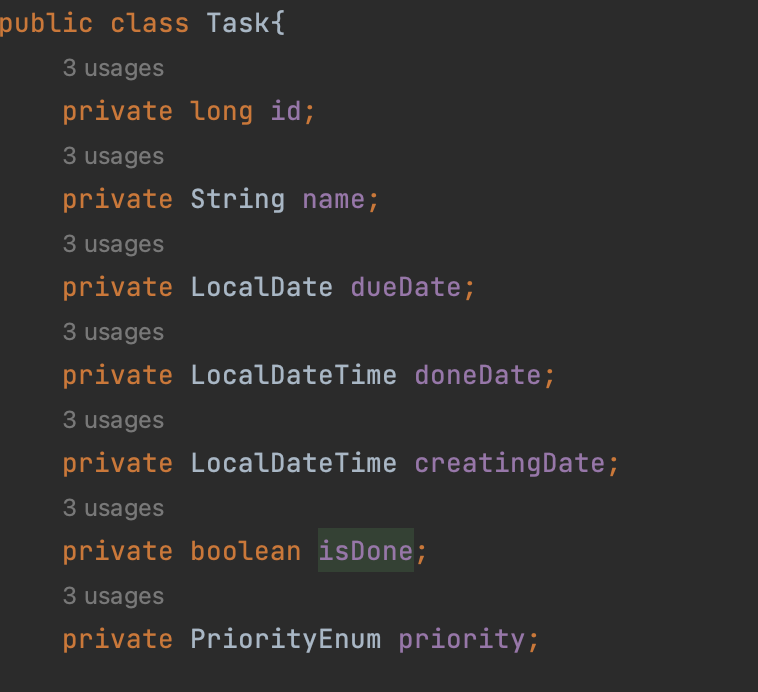 public class Task{
3 usages
private long id;
3 usages
private String name;
3 usages
private LocalDate dueDate;
3 usages
private LocalDateTime doneDate;
3 usages
private LocalDateTime creatingDate;
3 usages
private boolean isDone;
3 usages
private PriorityEnum priority;